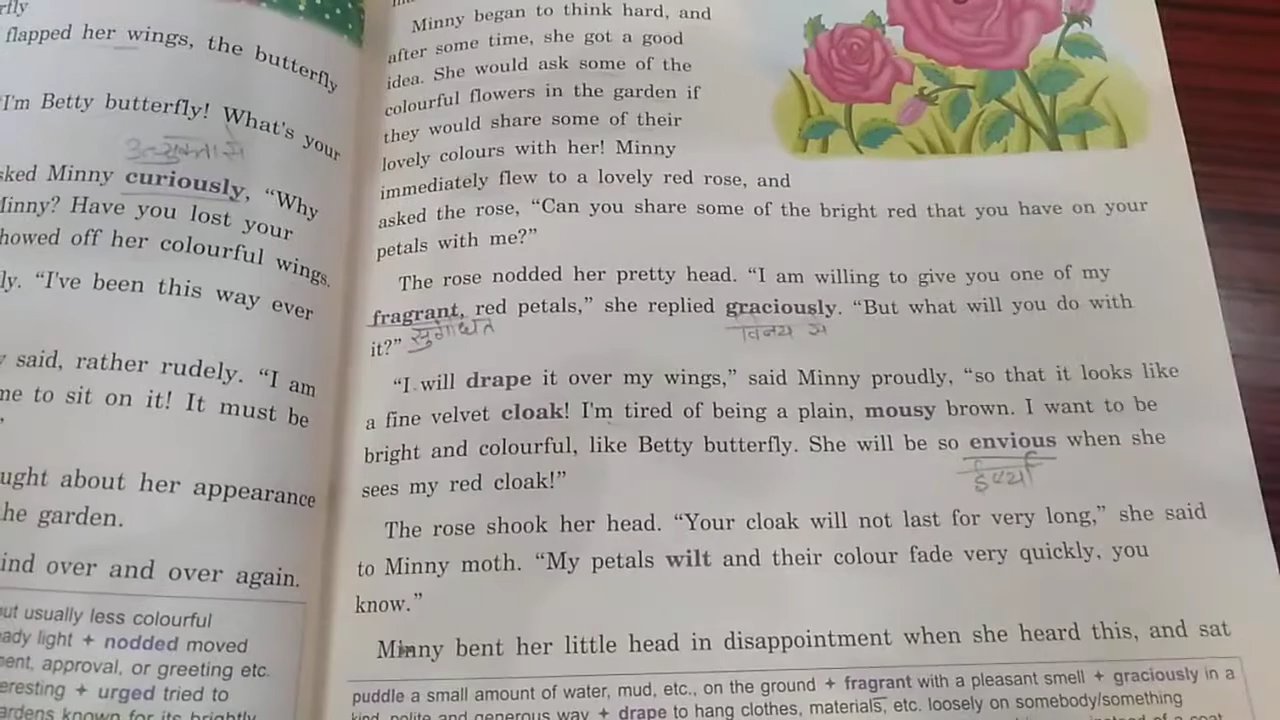 rfly
flapped her wings, the butterfly
"I'm Betty butterfly! What's your
उत्सुकता से
sked Minny curiously, "Why
Minny? Have you lost your
howed off her colourful wings.
ly. "I've been this way ever
y said, rather rudely. "I am
me to sit on it! It must be
"
ught about her appearance
he garden.
ind over and over again.
out usually less colourful
eady light + nodded moved
ment, approval, or greeting etc.
eresting + urged tried to
ardens known for its brightly
Minny began to think hard, and
after some time, she got a good
idea. She would ask some of the
colourful flowers in the garden if
they would share some of their
lovely colours with her! Minny
immediately flew to a lovely red rose, and
asked the rose, "Can you share some of the bright red that you have on your
petals with me?"
The rose nodded her pretty head. "I am willing to give you one of my
fragrant, red petals," she replied graciously. "But what will you do with
it?" सुगंधित विनय से
"I will drape it over my wings," said Minny proudly, "so that it looks like
a fine velvet cloak! I'm tired of being a plain, mousy brown. I want to be
bright and colourful, like Betty butterfly. She will be so envious when she
sees my red cloak!" ईर्ष्या
The rose shook her head. "Your cloak will not last for very long," she said
to Minny moth. "My petals wilt and their colour fade very quickly, you
know."
Minny bent her little head in disappointment when she heard this, and sat
puddle a small amount of water, mud, etc., on the ground + fragrant with a pleasant smell + graciously in a
kind, polite and generous way + drape to hang clothes, materials, etc. loosely on somebody/something